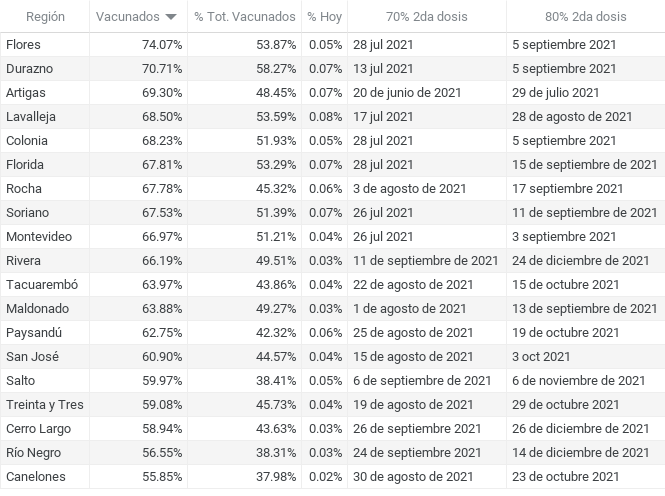 Región Vacunados % Tot. Vacunados % Hoy 70% 2da dosis 80% 2da dosis
Flores 74.07% 53.87% 0.05% 28 jul 2021 5 septiembre 2021
Durazno 70.71% 58.27% 0.07% 13 jul 2021 5 septiembre 2021
Artigas 69.30% 48.45% 0.07% 20 de junio de 2021 29 de julio 2021
Lavalleja 68.50% 53.59% 0.08% 17 jul 2021 28 de agosto de 2021
Colonia 68.23% 51.93% 0.05% 28 jul 2021 5 septiembre 2021
Florida 67.81% 53.29% 0.07% 28 jul 2021 15 de septiembre de 2021
Rocha 67.78% 45.32% 0.06% 3 de agosto de 2021 17 septiembre 2021
Soriano 67.53% 51.39% 0.07% 26 jul 2021 11 de septiembre de 2021
Montevideo 66.97% 51.21% 0.04% 26 jul 2021 3 septiembre 2021
Rivera 66.19% 49.51% 0.03% 11 de septiembre de 2021 24 de diciembre de 2021
Tacuarembó 63.97% 43.86% 0.04% 22 de agosto de 2021 15 de octubre 2021
Maldonado 63.88% 49.27% 0.03% 1 de agosto de 2021 13 de septiembre de 2021
Paysandú 62.75% 42.32% 0.06% 25 de agosto de 2021 19 de octubre 2021
San José 60.90% 44.57% 0.04% 15 de agosto de 2021 3 oct 2021
Salto 59.97% 38.41% 0.05% 6 de septiembre de 2021 6 de noviembre de 2021
Treinta y Tres 59.08% 45.73% 0.04% 19 de agosto de 2021 29 de octubre 2021
Cerro Largo 58.94% 43.63% 0.03% 26 de septiembre 2021 26 de diciembre de 2021
Río Negro 56.55% 38.31% 0.03% 24 de septiembre 2021 14 de diciembre de 2021
Canelones 55.85% 37.98% 0.02% 30 de agosto de 2021 23 de octubre 2021